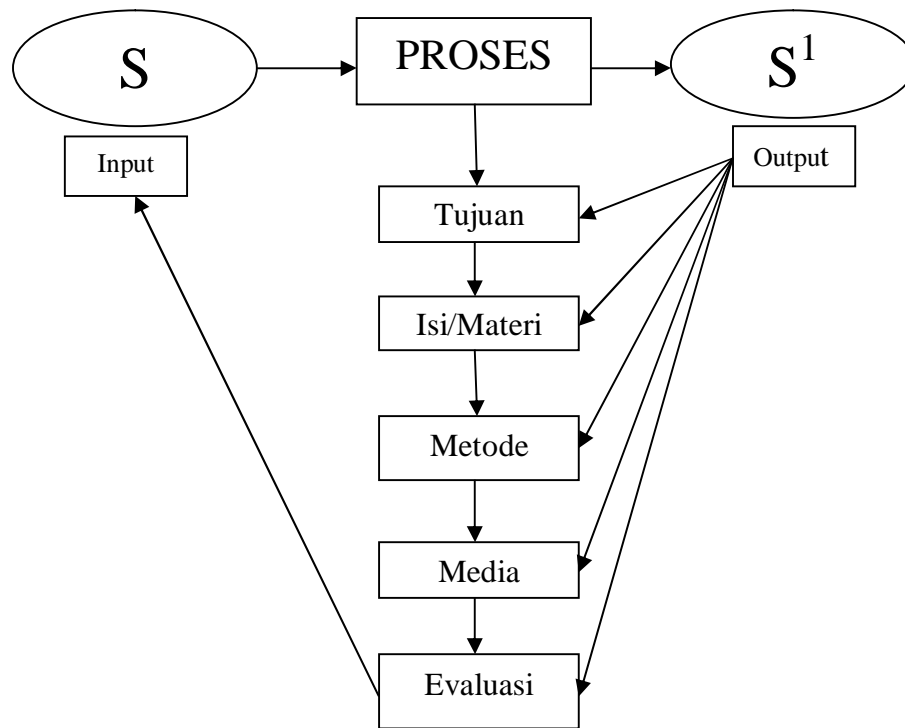 S
PROSES
S¹
Input
Output
Tujuan
Isi/Materi
Metode
Media
Evaluasi